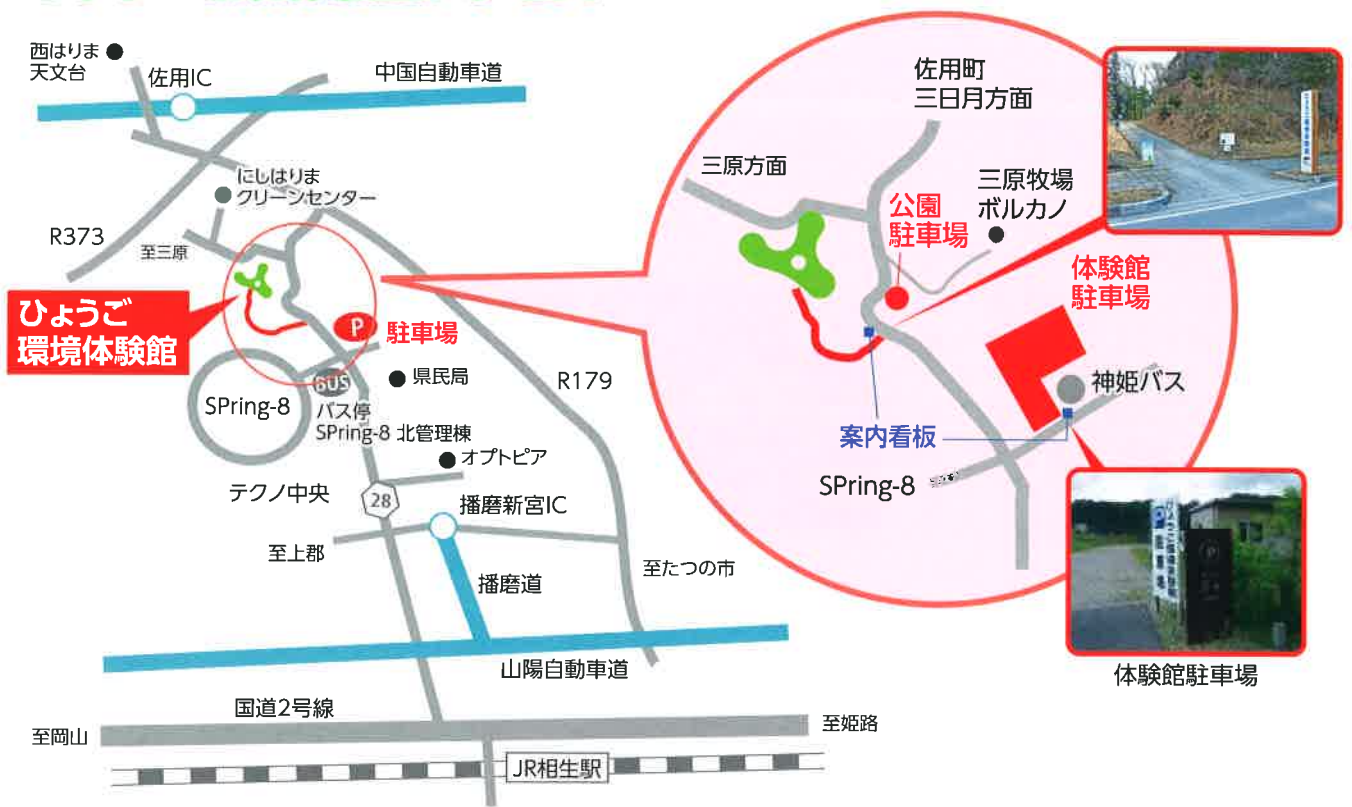 西はりま
天文台
佐用IC
中国自動車道
にしはりま
クリーンセンター
R373
至三原
ひょうご
環境体験館
P
駐車場
県民局
R179
BUS
SPring-8
バス停
SPring-8 北管理棟
オプトピア
テクノ中央
28
播磨新宮IC
至上郡
播磨道
至たつの市
山陽自動車道
国道2号線
至岡山
至姫路
JR相生駅
佐用町
三日月方面
三原方面
三原牧場
ボルカノ
公園
駐車場
体験館
駐車場
神姫バス
案内看板
SPring-8
体験館駐車場